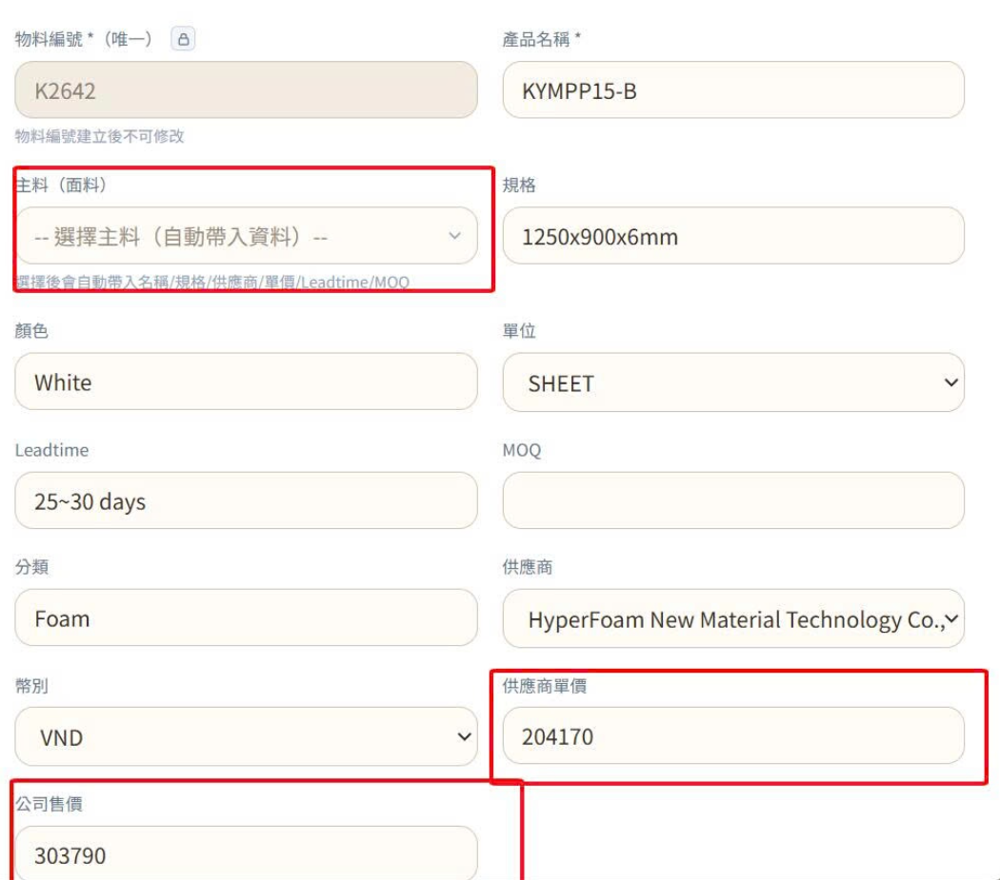 物料編號 *（唯一）
產品名稱 *
K2642
KYMPP15-B
物料編號建立後不可修改
主料（面料）
規格
-- 選擇主料（自動帶入資料）--
1250x900x6mm
選擇後會自動帶入名稱/規格/供應商/單價/Leadtime/MOQ
顏色
單位
White
SHEET
Leadtime
MOQ
25~30 days
分類
供應商
Foam
HyperFoam New Material Technology Co.,
幣別
供應商單價
VND
204170
公司售價
303790